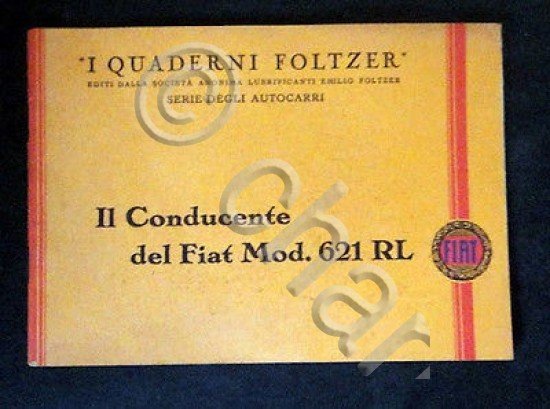 "I QUADERNI FOLTZER"
EDITI DALLA SOCIETÀ ANONIMA LUBRIFICANTI EMILIO FOLTZER
SERIE DEGLI AUTOCARRI
Il Conducente
del Fiat Mod. 621 RL
FIAT
© char